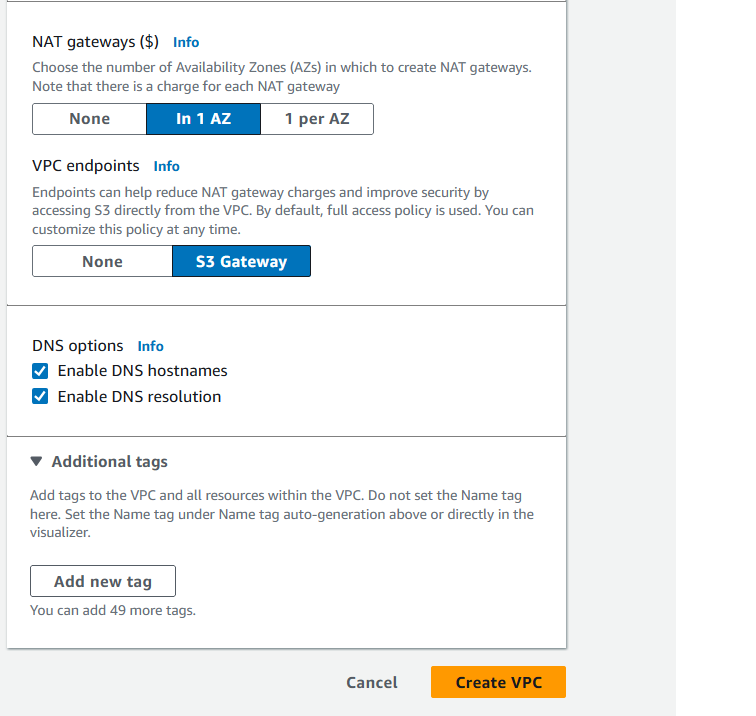 NAT gateways ($) Info
Choose the number of Availability Zones (AZs) in which to create NAT gateways.
Note that there is a charge for each NAT gateway
None In 1 AZ 1 per AZ
VPC endpoints Info
Endpoints can help reduce NAT gateway charges and improve security by
accessing S3 directly from the VPC. By default, full access policy is used. You can
customize this policy at any time.
None S3 Gateway
DNS options Info
Enable DNS hostnames
Enable DNS resolution
Additional tags
Add tags to the VPC and all resources within the VPC. Do not set the Name tag
here. Set the Name tag under Name tag auto-generation above or directly in the
visualizer.
Add new tag
You can add 49 more tags.
Cancel Create VPC